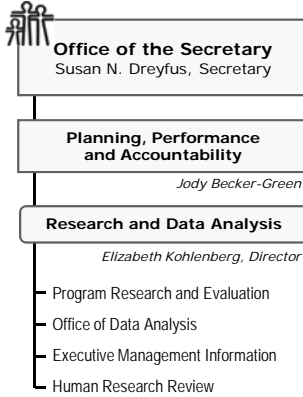 Office of the Secretary
Susan N. Dreyfus, Secretary
Planning, Performance
and Accountability
Jody Becker-Green
Research and Data Analysis
Elizabeth Kohlenberg, Director
Program Research and Evaluation
Office of Data Analysis
Executive Management Information
Human Research Review